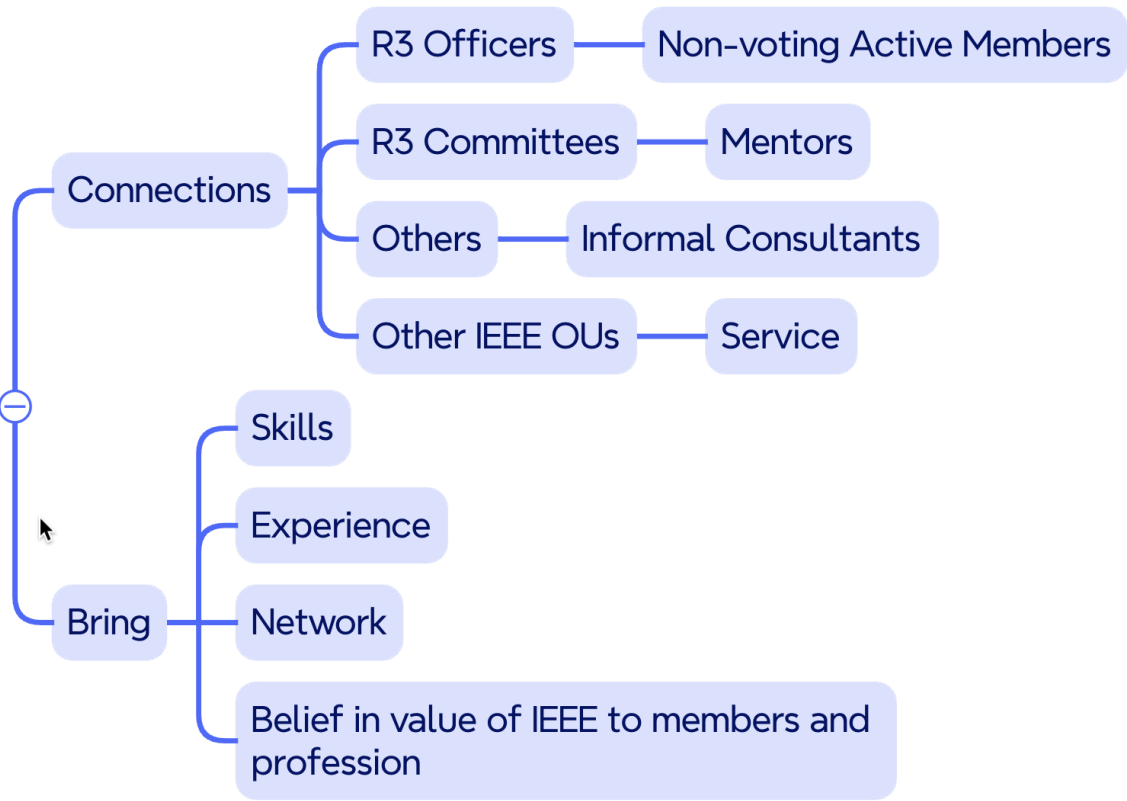 R3 Officers
Non-voting Active Members
R3 Committees
Mentors
Connections
Others
Informal Consultants
Other IEEE OUs
Service
Skills
Experience
Bring
Network
Belief in value of IEEE to members and
profession